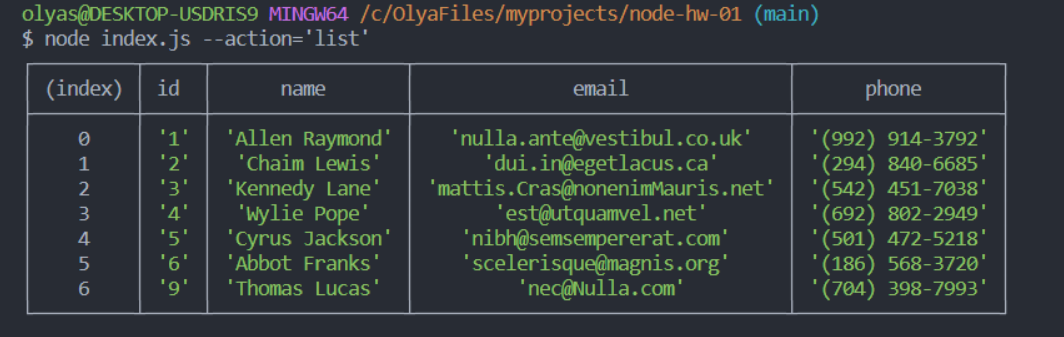 olyas@DESKTOP-USDRIS9 MINGW64 /c/OlyaFiles/myprojects/node-hw-01 (main)
$ node index.js --action='list'
(index) id name email phone
0 '1' 'Allen Raymond' 'nulla.ante@vestibul.co.uk' '(992) 914-3792'
1 '2' 'Chaim Lewis' 'dui.in@egetlacus.ca' '(294) 840-6685'
2 '3' 'Kennedy Lane' 'mattis.Cras@nonenimMauris.net' '(542) 451-7038'
3 '4' 'Wylie Pope' 'est@utquamvel.net' '(692) 802-2949'
4 '5' 'Cyrus Jackson' 'nibh@semsempererat.com' '(501) 472-5218'
5 '6' 'Abbot Franks' 'scelerisque@magnis.org' '(186) 568-3720'
6 '9' 'Thomas Lucas' 'nec@Nulla.com' '(704) 398-7993'